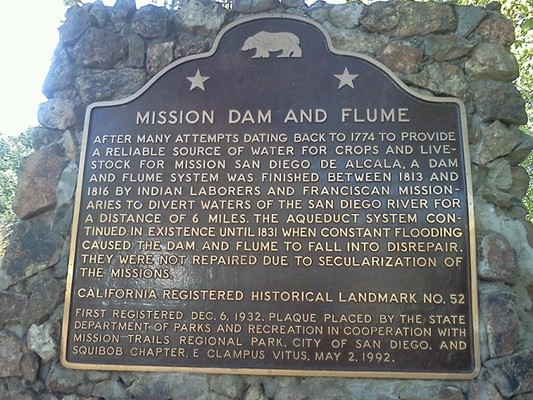 MISSION DAM AND FLUME
AFTER MANY ATTEMPTS DATING BACK TO 1774 TO PROVIDE
A RELIABLE SOURCE OF WATER FOR CROPS AND LIVE-
STOCK FOR MISSION SAN DIEGO DE ALCALA, A DAM
AND FLUME SYSTEM WAS FINISHED BETWEEN 1813 AND
1816 BY INDIAN LABORERS AND FRANCISCAN MISSION-
ARIES TO DIVERT WATERS OF THE SAN DIEGO RIVER FOR
A DISTANCE OF 6 MILES. THE AQUEDUCT SYSTEM CON-
TINUED IN EXISTENCE UNTIL 1831 WHEN CONSTANT FLOODING
CAUSED THE DAM AND FLUME TO FALL INTO DISREPAIR.
THEY WERE NOT REPAIRED DUE TO SECULARIZATION OF
THE MISSIONS.
CALIFORNIA REGISTERED HISTORICAL LANDMARK NO. 52
FIRST REGISTERED DEC. 6, 1932. PLAQUE PLACED BY THE STATE
DEPARTMENT OF PARKS AND RECREATION IN COOPERATION WITH
MISSION TRAILS REGIONAL PARK, CITY OF SAN DIEGO, AND
SQUIBOB CHAPTER, E CLAMPUS VITUS, MAY 2, 1992.